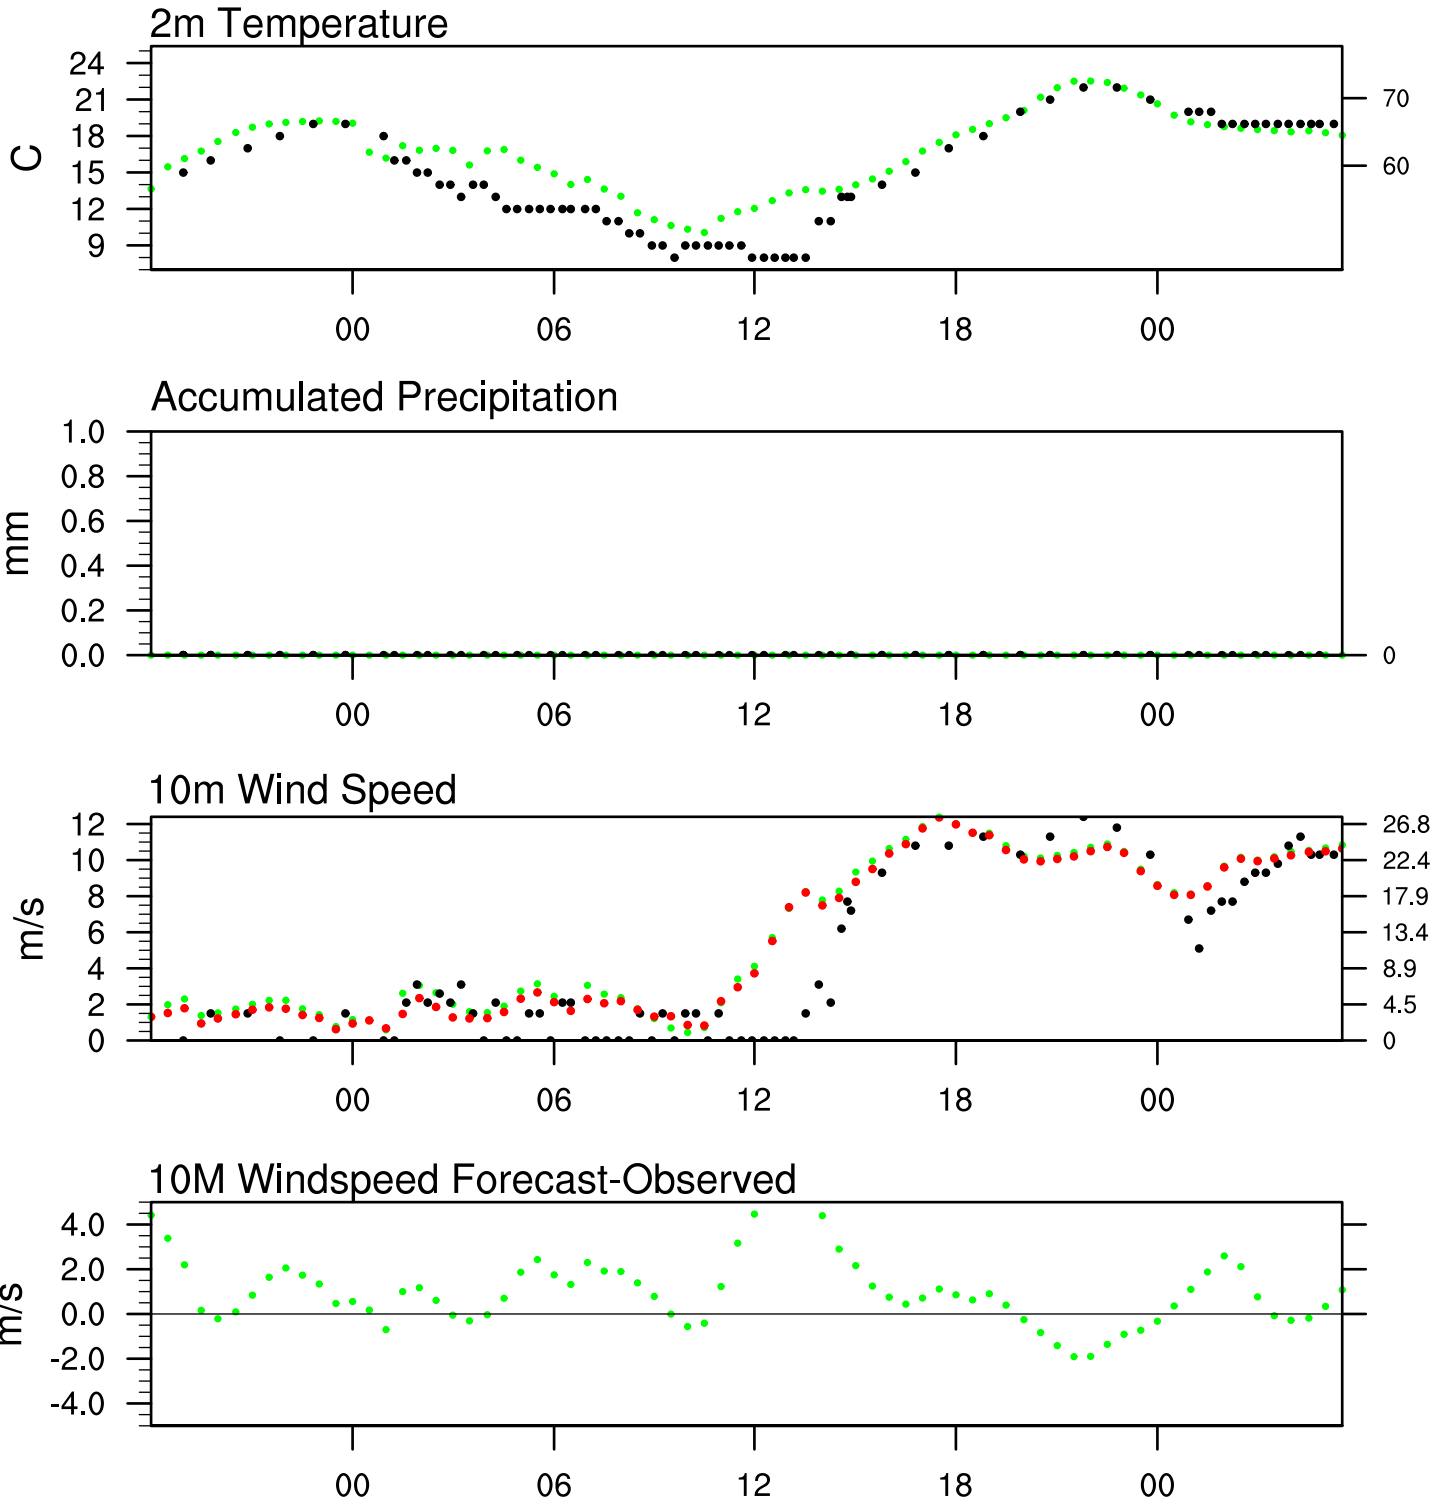 2m Temperature
24
21
18
15
12
9
C
70
60
00 06 12 18 00
Accumulated Precipitation
1.0
0.8
0.6
0.4
0.2
0.0
mm
0
00 06 12 18 00
10m Wind Speed
12
10
8
6
4
2
0
m/s
26.8
22.4
17.9
13.4
8.9
4.5
0
00 06 12 18 00
10M Windspeed Forecast-Observed
4.0
2.0
0.0
-2.0
-4.0
m/s
00 06 12 18 00